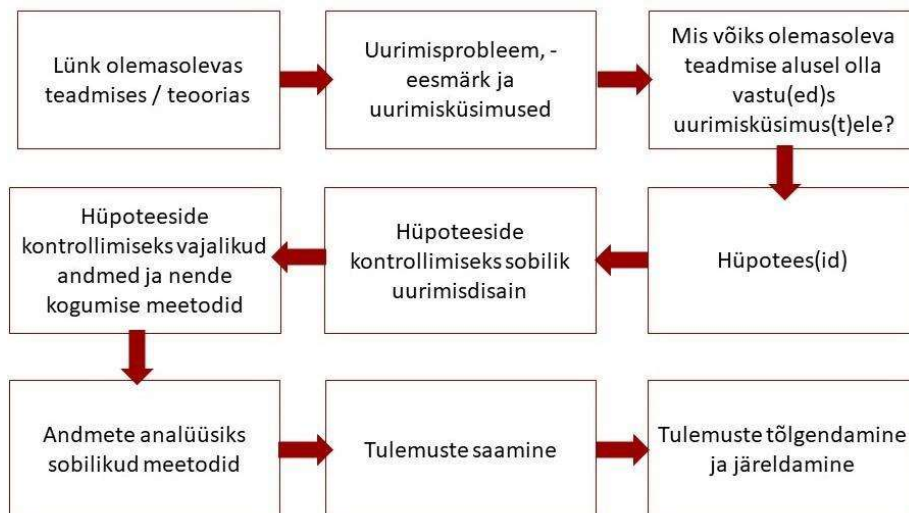 Lünk olemasolevas
teadmises / teoorias
Uurimisprobleem, -
eesmärk ja
uurimisküsimused
Mis võiks olemasoleva
teadmise alusel olla
vastu(ed)s
uurimisküsimus(t)ele?
Hüpotees(id)
Hüpoteeside
kontrollimiseks sobilik
uurimisdisain
Hüpoteeside
kontrollimiseks vajalikud
andmed ja nende
kogumise meetodid
Andmete analüüsiks
sobilikud meetodid
Tulemuste saamine
Tulemuste tõlgendamine
ja järeldamine